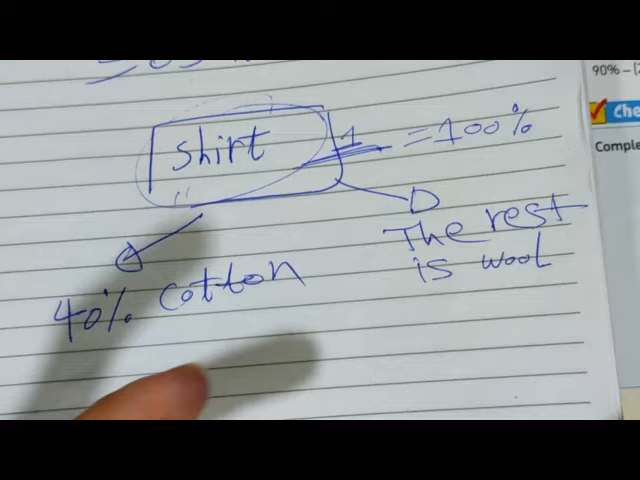 90% –
Che
Comple
shirt 1 = 100%
The rest
is wool
40% cotton